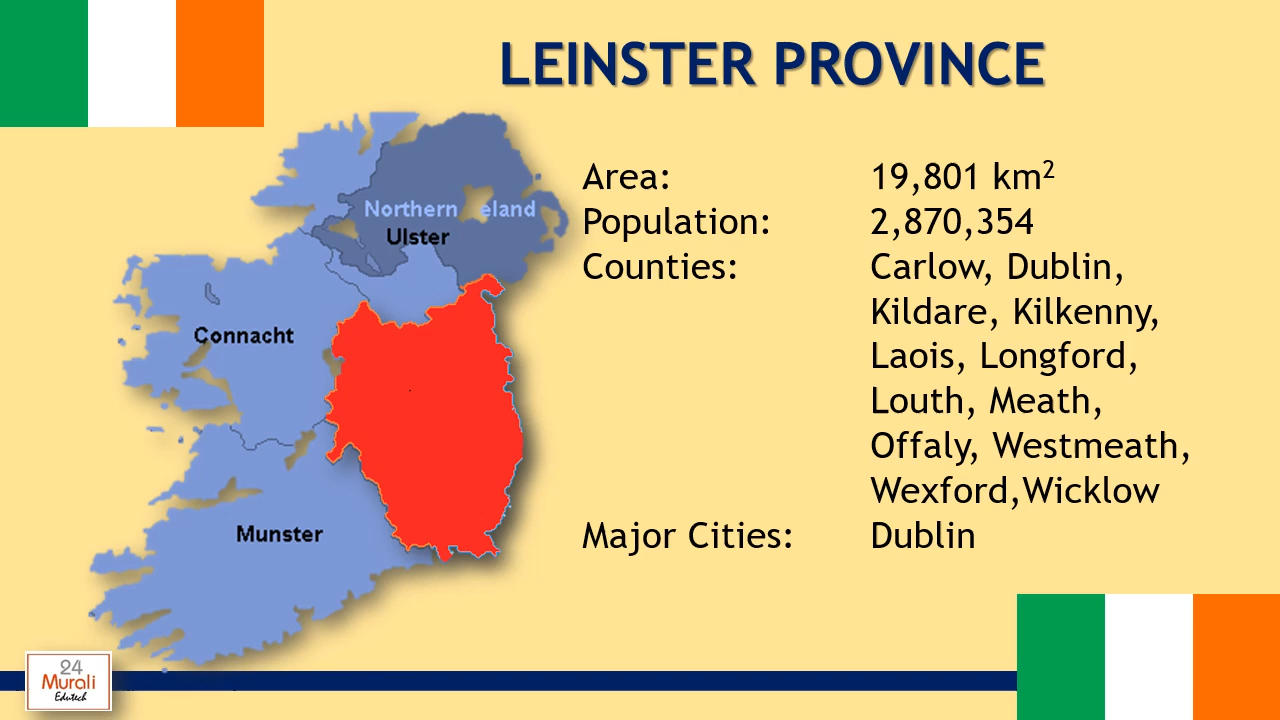 LEINSTER PROVINCE
Area: 19,801 km²
Population: 2,870,354
Counties: Carlow, Dublin,
Kildare, Kilkenny,
Laois, Longford,
Louth, Meath,
Offaly, Westmeath,
Wexford,Wicklow
Major Cities: Dublin
Northern eland
Ulster
Connacht
Munster
24
Murali
Edutech